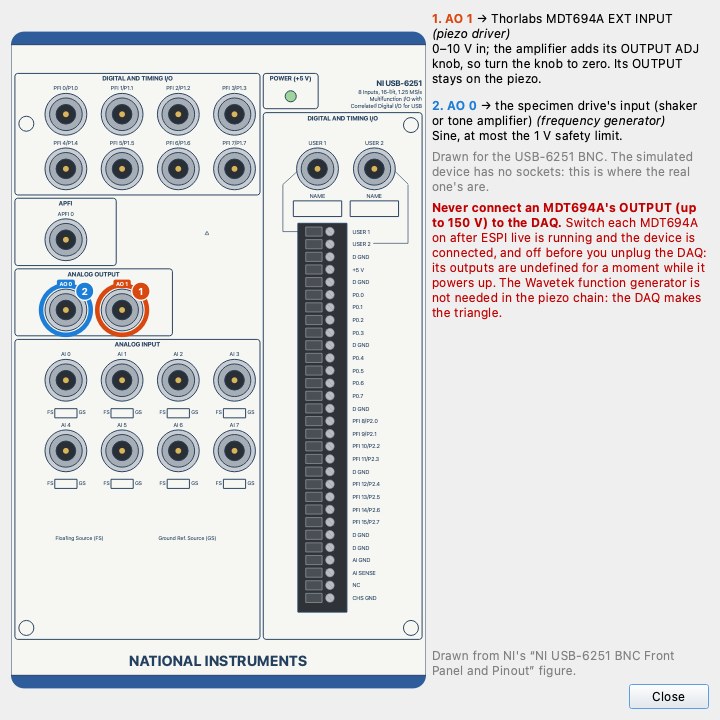 DIGITAL AND TIMING I/O
PFI 0/P1.0
PFI 1/P1.1
PFI 2/P1.2
PFI 3/P1.3
PFI 4/P1.4
PFI 5/P1.5
PFI 6/P1.6
PFI 7/P1.7
APFI
APFI 0
ANALOG OUTPUT
AO 0
2
AO 1
1
ANALOG INPUT
AI 0
AI 1
AI 2
AI 3
FS GS
FS GS
FS GS
FS GS
AI 4
AI 5
AI 6
AI 7
FS GS
FS GS
FS GS
FS GS
Floating Source (FS)
Ground Ref. Source (GS)
POWER (+5 V)
NI USB-6251
8 Inputs, 16-bit, 1.25 MS/s
Multifunction I/O with
Correlated Digital I/O for USB
DIGITAL AND TIMING I/O
USER 1
USER 2
NAME
NAME
USER 1
USER 2
D GND
+5 V
D GND
P0.0
P0.1
P0.2
P0.3
D GND
P0.4
P0.5
P0.6
P0.7
D GND
PFI 8/P2.0
PFI 9/P2.1
PFI 10/P2.2
PFI 11/P2.3
D GND
PFI 12/P2.4
PFI 13/P2.5
PFI 14/P2.6
PFI 15/P2.7
D GND
D GND
AI GND
AI SENSE
NC
CHS GND
NATIONAL INSTRUMENTS
1. AO 1 → Thorlabs MDT694A EXT INPUT
(piezo driver)
0–10 V in; the amplifier adds its OUTPUT ADJ
knob, so turn the knob to zero. Its OUTPUT
stays on the piezo.
2. AO 0 → the specimen drive's input (shaker
or tone amplifier) (frequency generator)
Sine, at most the 1 V safety limit.
Drawn for the USB-6251 BNC. The simulated
device has no sockets: this is where the real
one's are.
Never connect an MDT694A's OUTPUT (up
to 150 V) to the DAQ. Switch each MDT694A
on after ESPI live is running and the device is
connected, and off before you unplug the DAQ:
its outputs are undefined for a moment while it
powers up. The Wavetek function generator is
not needed in the piezo chain: the DAQ makes
the triangle.
Drawn from NI's “NI USB-6251 BNC Front
Panel and Pinout” figure.
Close